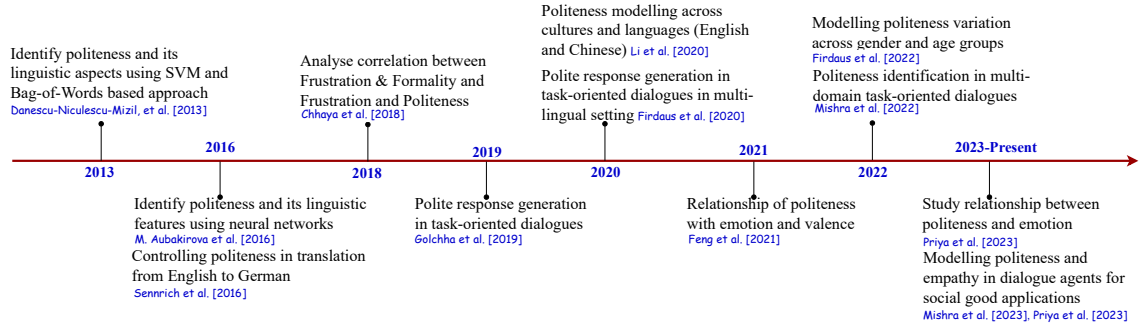 Identify politeness and its
linguistic aspects using SVM and
Bag-of-Words based approach
Danescu-Niculescu-Mizil, et al. [2013]
2013
2016
Identify politeness and its linguistic
features using neural networks
M. Aubakirova et al. [2016]
Controlling politeness in translation
from English to German
Sennrich et al. [2016]
Analyse correlation between
Frustration & Formality and
Frustration and Politeness
Chhaya et al. [2018]
2018
2019
Polite response generation
in task-oriented dialogues
Golchha et al. [2019]
Politeness modelling across
cultures and languages (English
and Chinese) Li et al. [2020]
Polite response generation in
task-oriented dialogues in multi-
lingual setting Firdaus et al. [2020]
2020
2021
Relationship of politeness
with emotion and valence
Feng et al. [2021]
Modelling politeness variation
across gender and age groups
Firdaus et al. [2022]
Politeness identification in multi-
domain task-oriented dialogues
Mishra et al. [2022]
2022
2023-Present
Study relationship between
politeness and emotion
Priya et al. [2023]
Modelling politeness and
empathy in dialogue agents for
social good applications
Mishra et al. [2023], Priya et al. [2023]